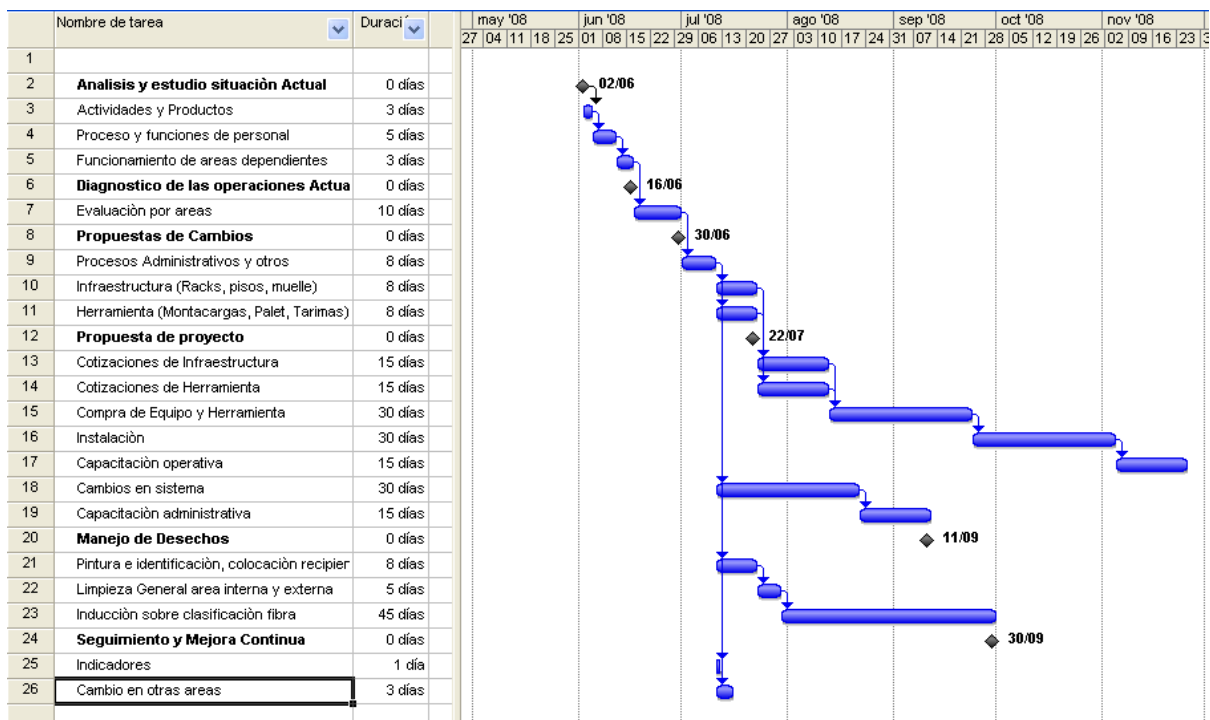 Nombre de tarea Duraci
may '08 jun '08 jul '08 ago '08 sep '08 oct '08 nov '08
27 04 11 18 25 01 08 15 22 29 06 13 20 27 03 10 17 24 31 07 14 21 28 05 12 19 26 02 09 16 23 3
1
2 Analisis y estudio situaciòn Actual 0 días 02/06
3 Actividades y Productos 3 días
4 Proceso y funciones de personal 5 días
5 Funcionamiento de areas dependientes 3 días
6 Diagnostico de las operaciones Actua 0 días 16/06
7 Evaluaciòn por areas 10 días
8 Propuestas de Cambios 0 días 30/06
9 Procesos Administrativos y otros 8 días
10 Infraestructura (Racks, pisos, muelle) 8 días
11 Herramienta (Montacargas, Palet, Tarimas) 8 días
12 Propuesta de proyecto 0 días 22/07
13 Cotizaciones de Infraestructura 15 días
14 Cotizaciones de Herramienta 15 días
15 Compra de Equipo y Herramienta 30 días
16 Instalaciòn 30 días
17 Capacitaciòn operativa 15 días
18 Cambios en sistema 30 días
19 Capacitaciòn administrativa 15 días
20 Manejo de Desechos 0 días 11/09
21 Pintura e identificaciòn, colocaciòn recipier 8 días
22 Limpieza General area interna y externa 5 días
23 Inducciòn sobre clasificaciòn fibra 45 días
24 Seguimiento y Mejora Continua 0 días 30/09
25 Indicadores 1 día
26 Cambio en otras areas 3 días